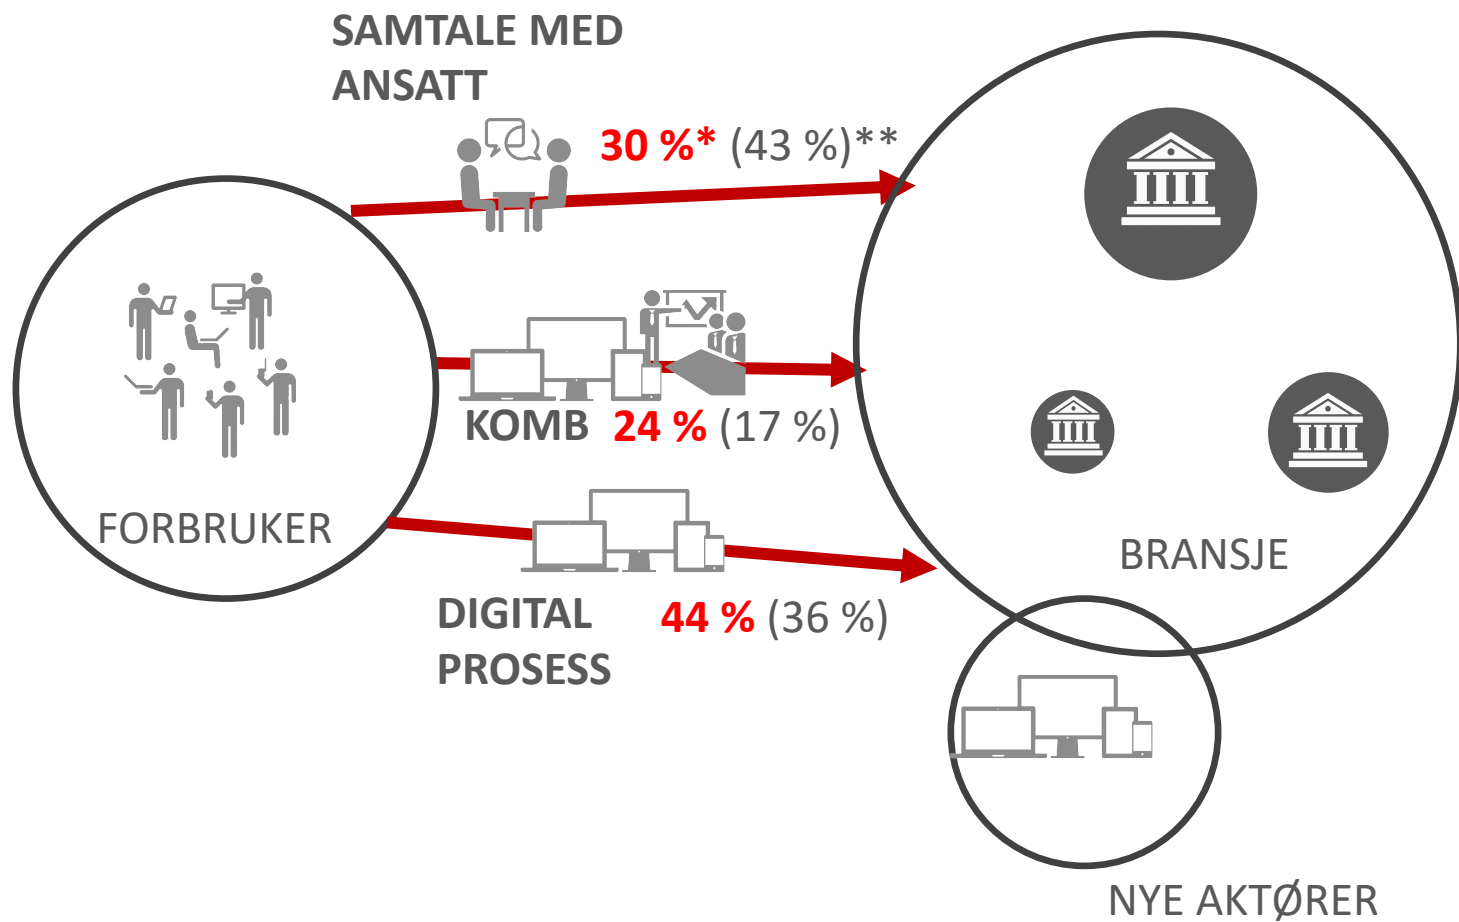 SAMTALE MED
ANSATT
30 %* (43 %)**
KOMB 24 % (17 %)
FORBRUKER
BRANSJE
DIGITAL 44 % (36 %)
PROSESS
NYE AKTØRER